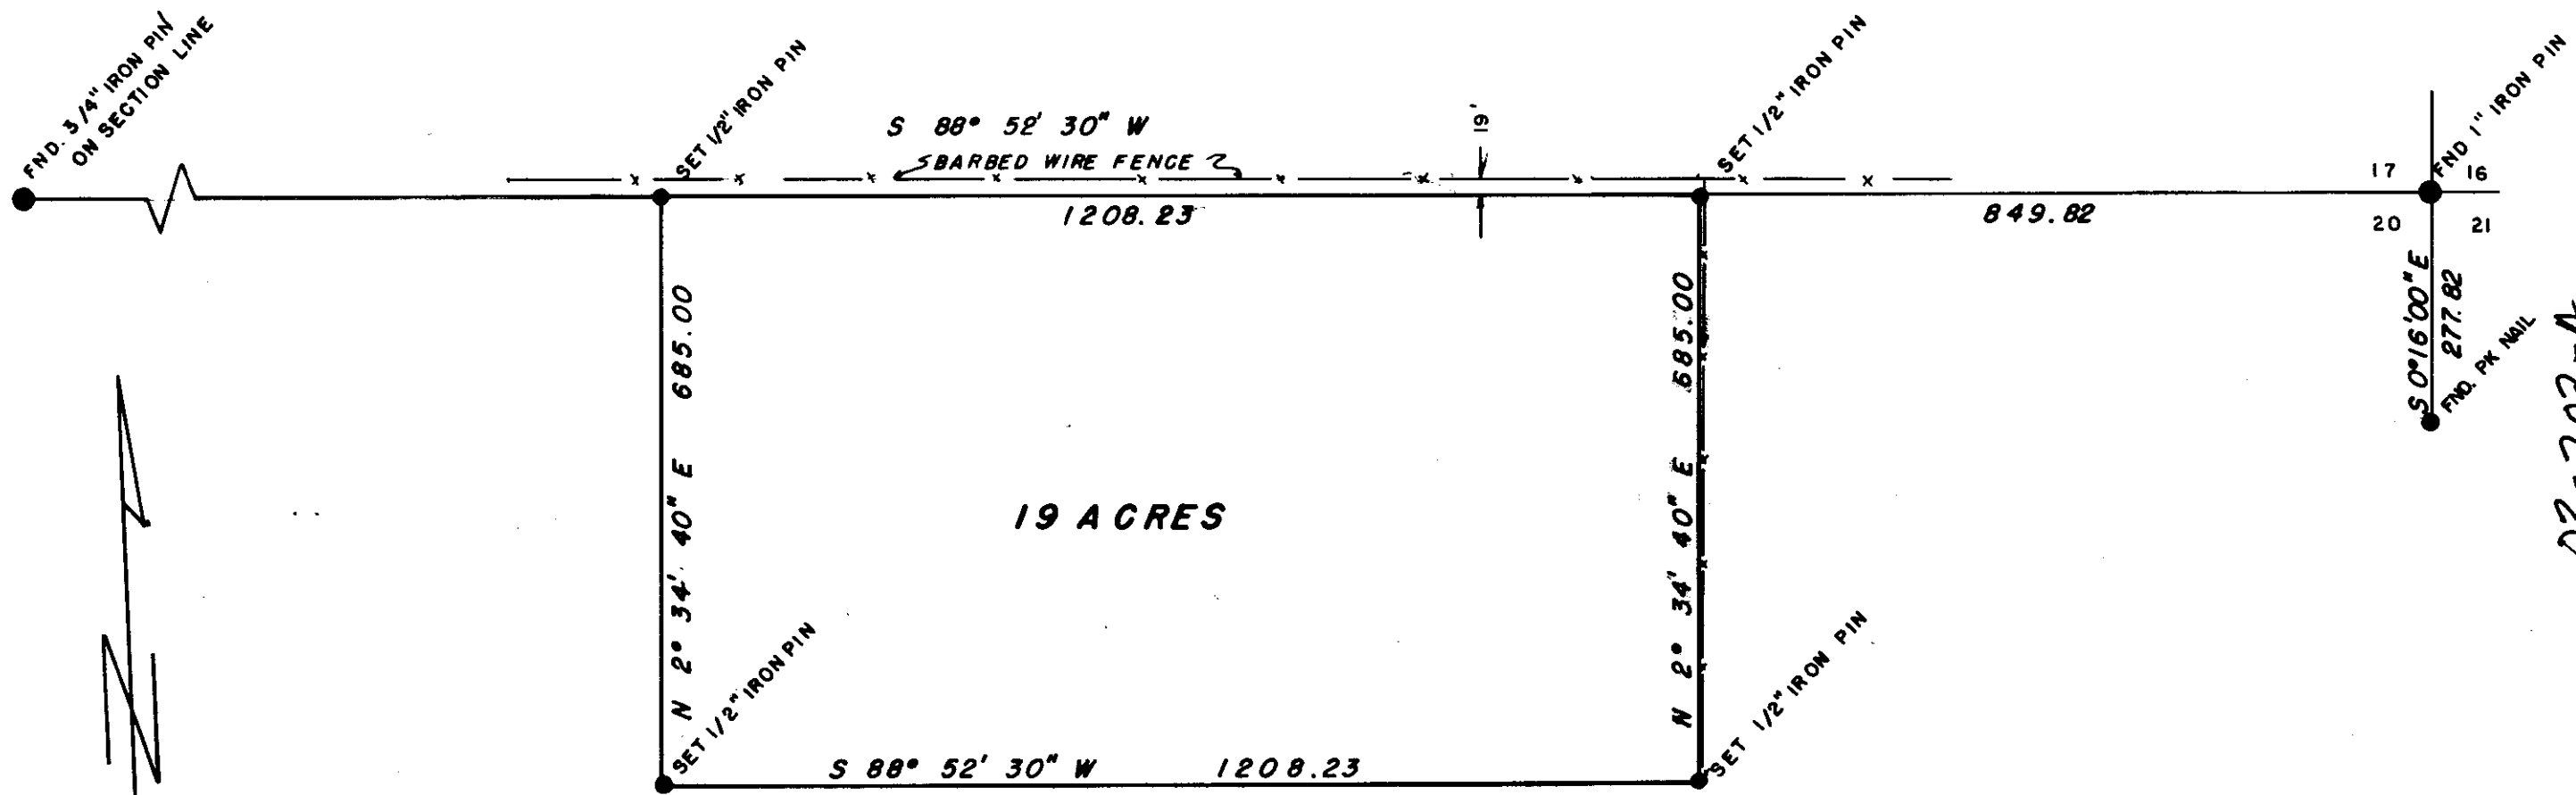 FND. 3/4" IRON PIN
ON SECTION LINE
SET 1/2" IRON PIN
S 88° 52' 30" W
BARBED WIRE FENCE
19'
SET 1/2" IRON PIN
FND 1" IRON PIN
17
16
1208.23
849.82
20
21
N 2° 34' 40" E 685.00
N 2° 34' 40" E 685.00
S 0°16'00" E
277.82
FND. PK NAIL
19 ACRES
SET 1/2" IRON PIN
SET 1/2" IRON PIN
S 88° 52' 30" W 1208.23
N